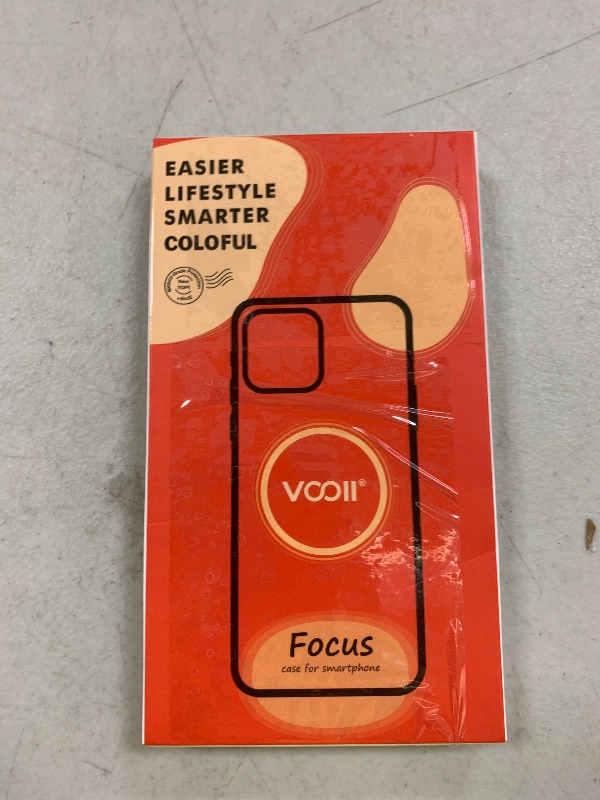 EASIER
LIFESTYLE
SMARTER
COLOFUL
VOOII®
Focus
case for smartphone